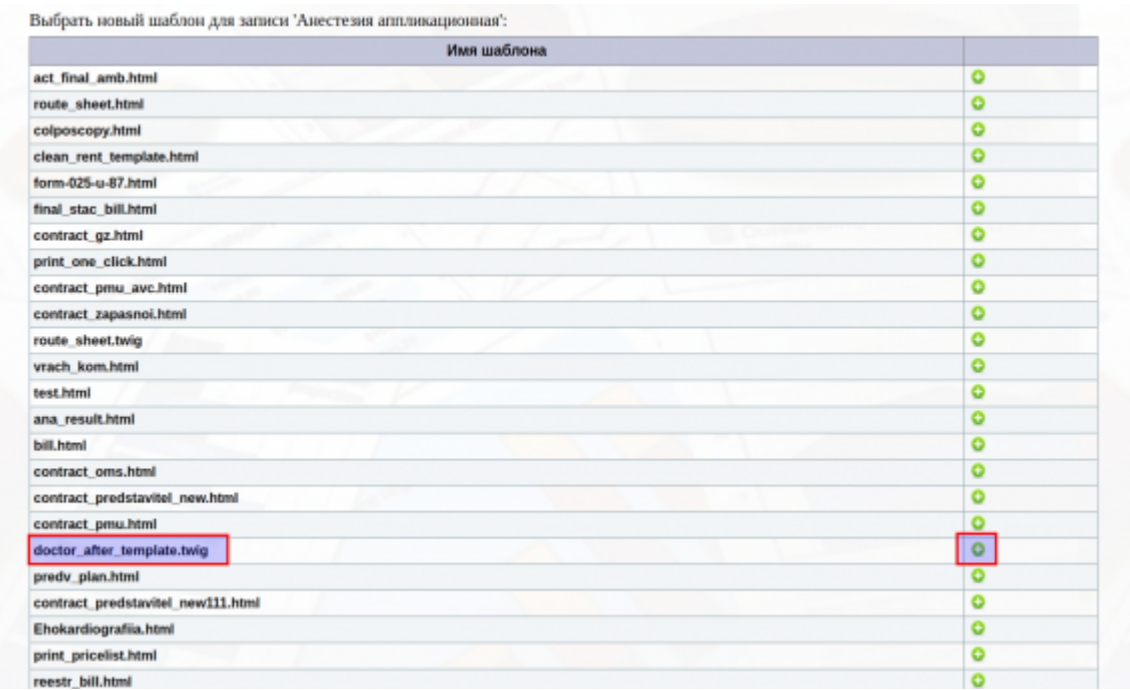 Выбрать новый шаблон для записи 'Анестезия аппликационная':
Имя шаблона
act_final_amb.html
route_sheet.html
colposcopy.html
clean_rent_template.html
form-025-u-87.html
final_stac_bill.html
contract_gz.html
print_one_click.html
contract_pmu_avc.html
contract_zapasnoi.html
route_sheet.twig
vrach_kom.html
test.html
ana_result.html
bill.html
contract_oms.html
contract_predstavitel_new.html
contract_pmu.html
doctor_after_template.twig
predv_plan.html
contract_predstavitel_new111.html
Ehokardiografiia.html
print_pricelist.html
reestr_bill.html